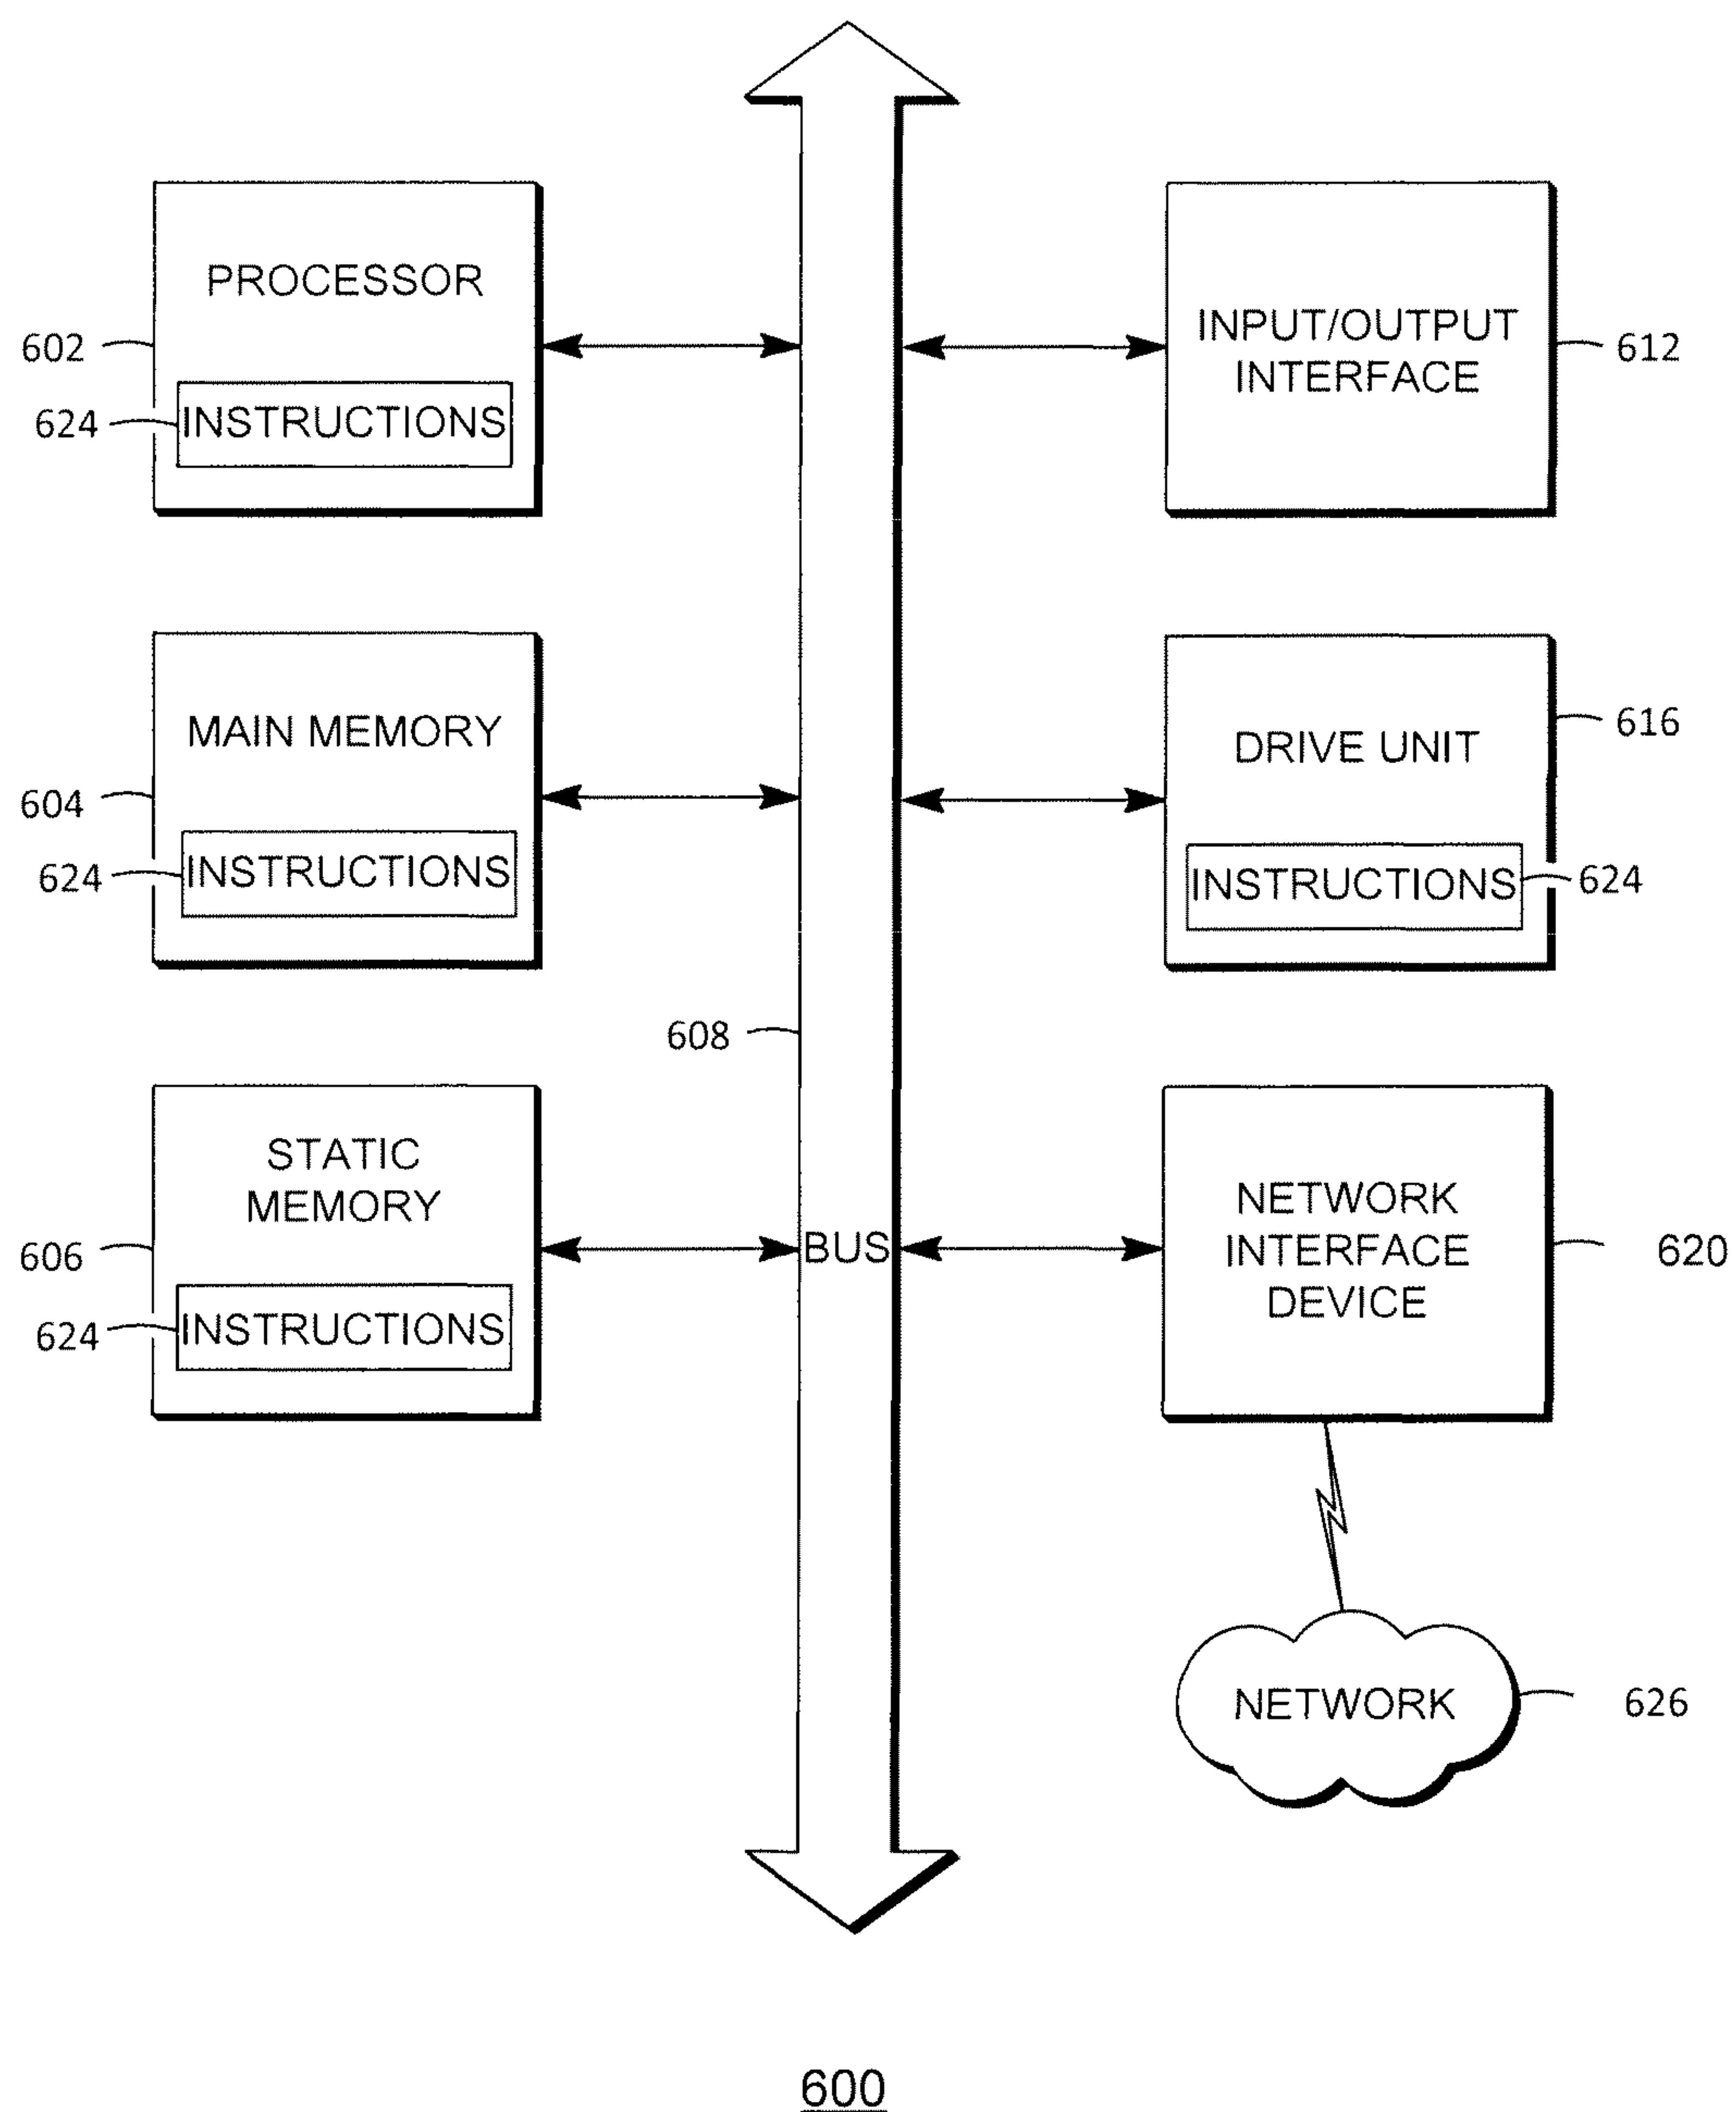 PROCESSOR
602
624
INSTRUCTIONS
INPUT/OUTPUT
INTERFACE
612
MAIN MEMORY
604
624
INSTRUCTIONS
DRIVE UNIT
616
INSTRUCTIONS
624
608
STATIC
MEMORY
606
624
INSTRUCTIONS
BUS
NETWORK
INTERFACE
DEVICE
620
NETWORK
626
600